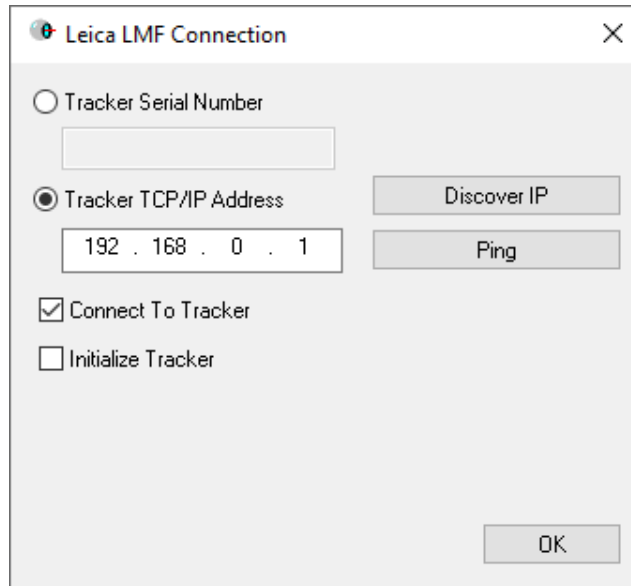 Leica LMF Connection
Tracker Serial Number
Tracker TCP/IP Address
Discover IP
192 . 168 . 0 . 1
Ping
Connect To Tracker
Initialize Tracker
OK